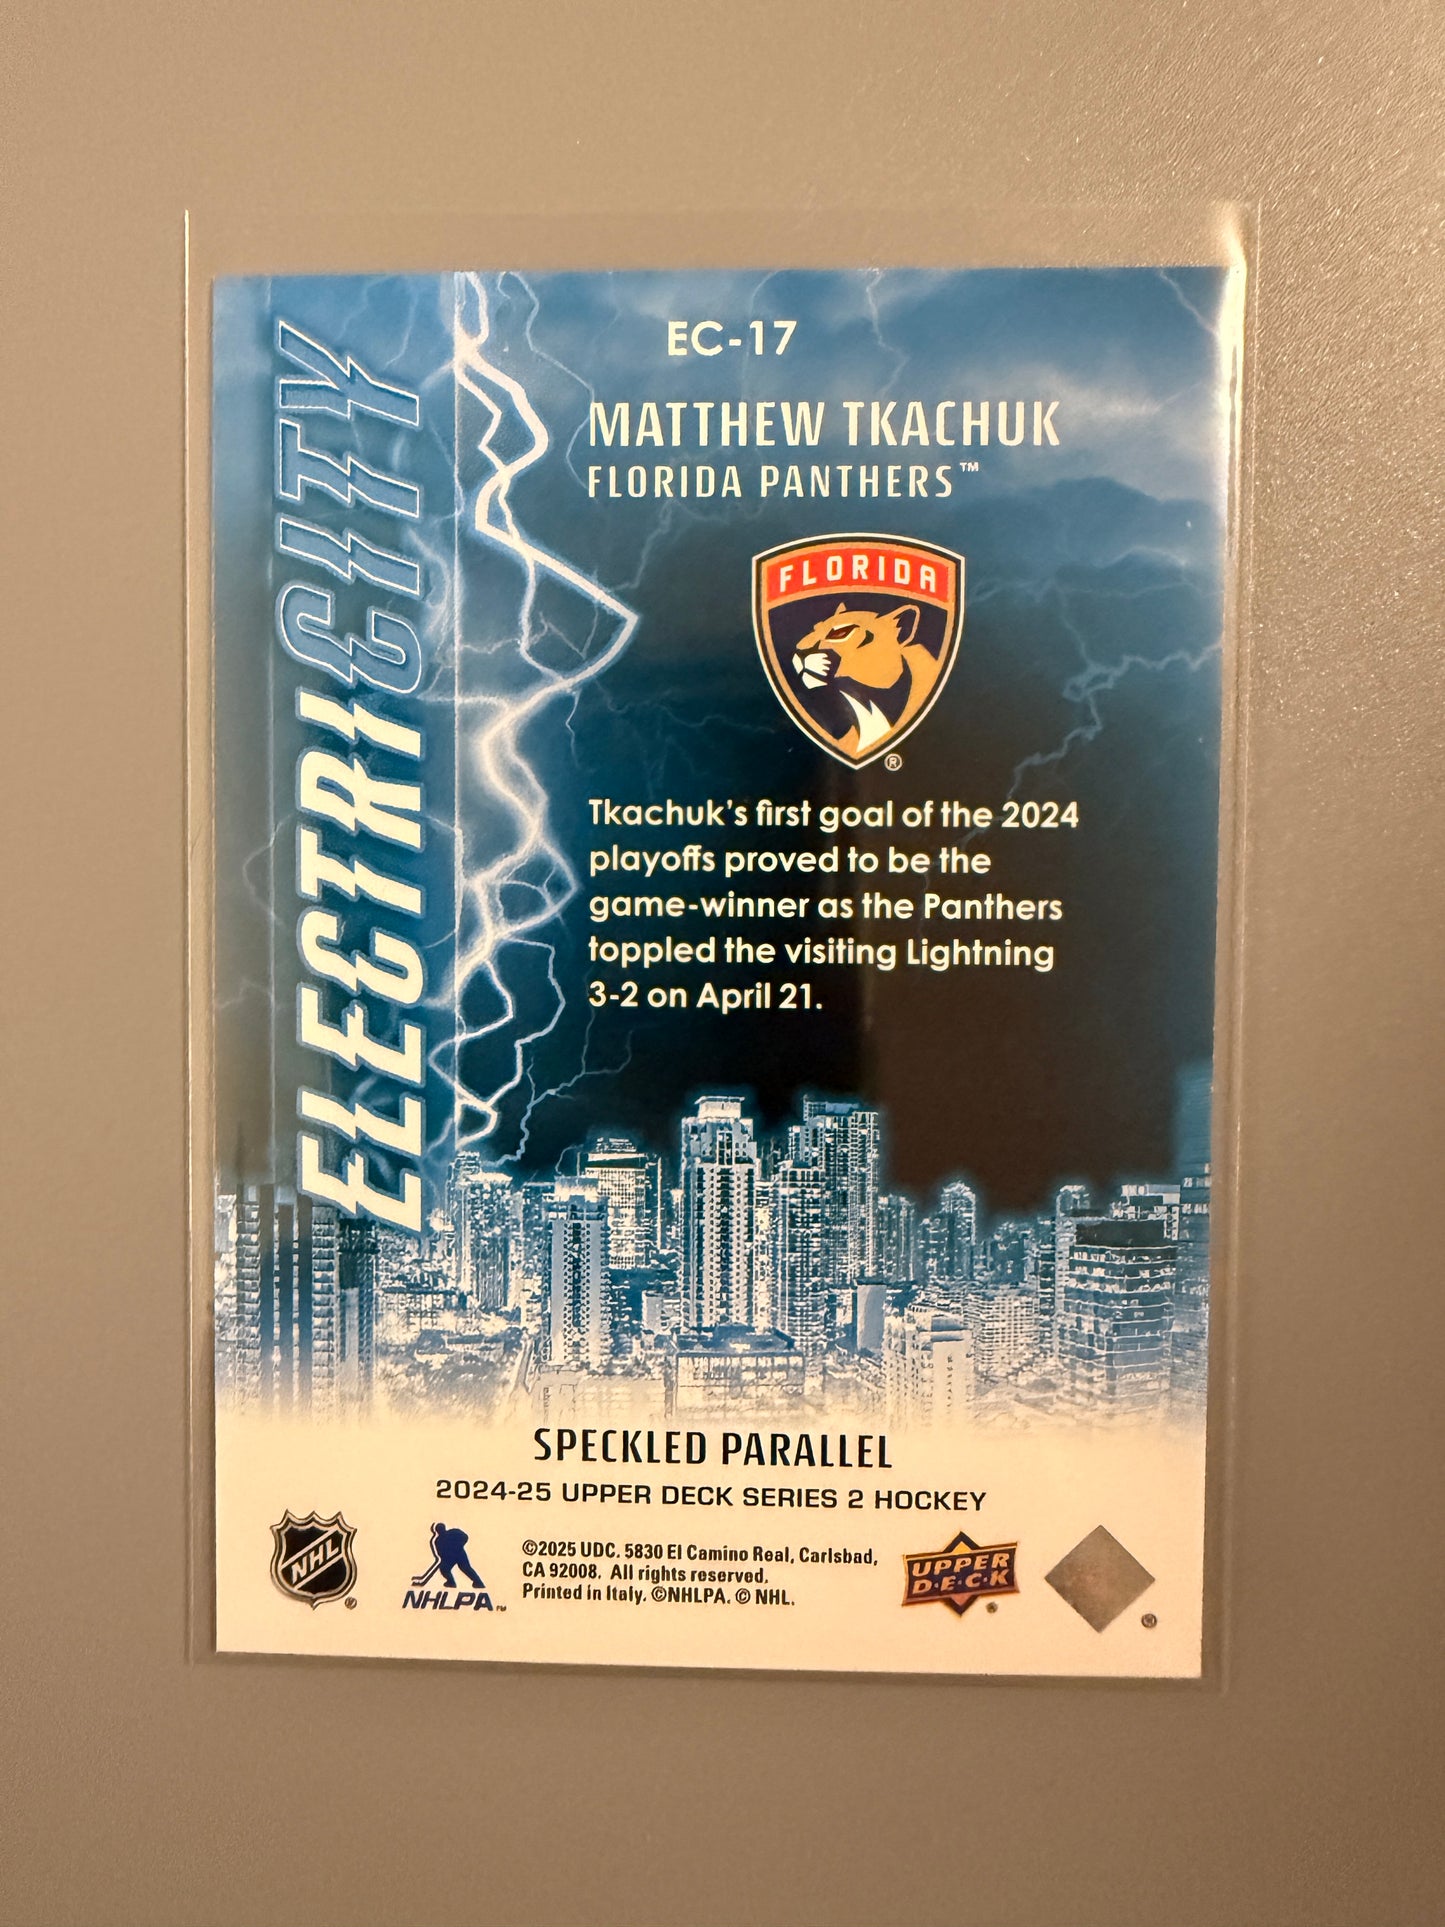 EC-17
MATTHEW TKACHUK
FLORIDA PANTHERS™
FLORIDA
®
ELECTRICITY
Tkachuk's first goal of the 2024
playoffs proved to be the
game-winner as the Panthers
toppled the visiting Lightning
3-2 on April 21.
SPECKLED PARALLEL
2024-25 UPPER DECK SERIES 2 HOCKEY
NHL
®
NHLPA™
©2025 UDC. 5830 El Camino Real, Carlsbad,
CA 92008. All rights reserved.
Printed in Italy. ©NHLPA. © NHL.
UPPER
D·E·C·K
®
®